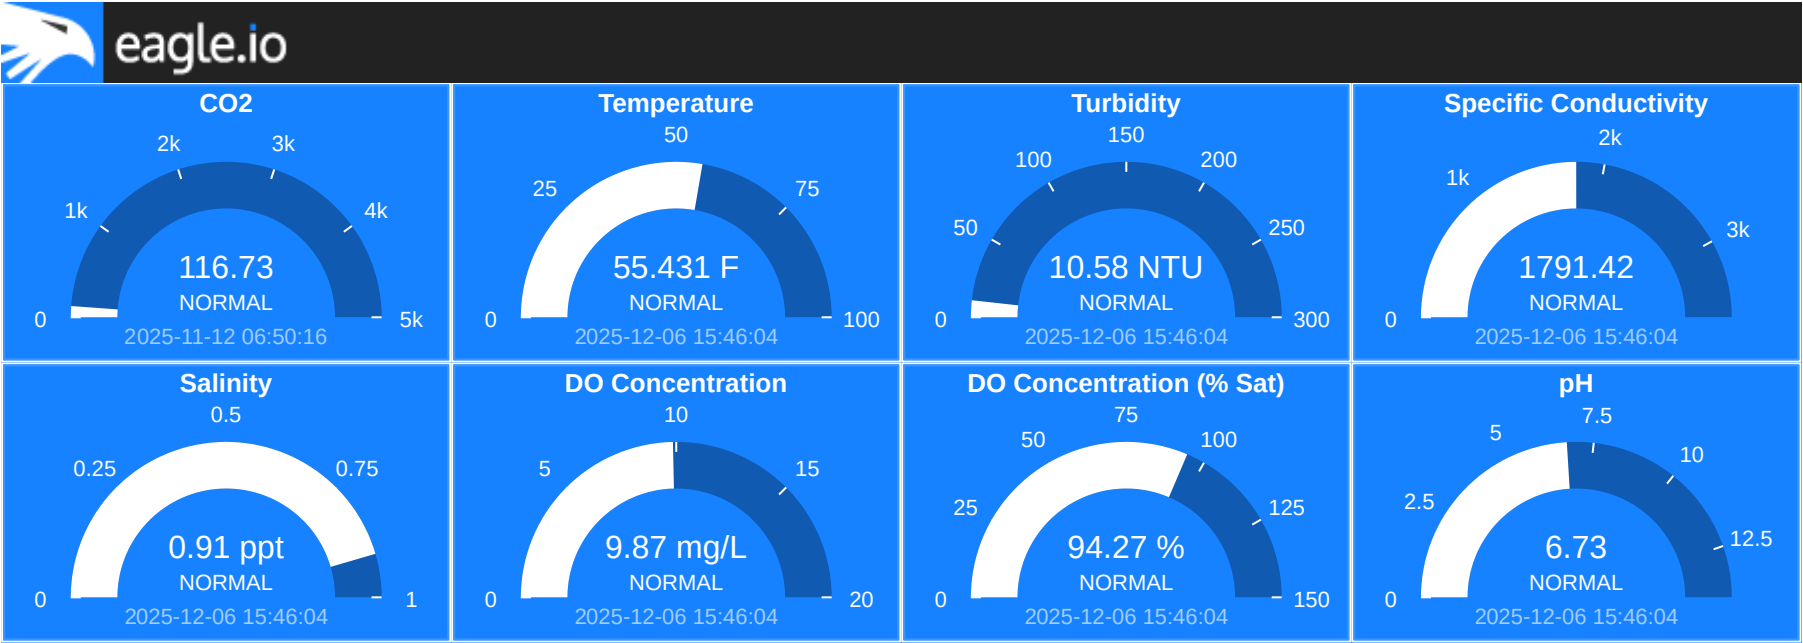 eagle.io
CO2
0
1k
2k
3k
4k
5k
116.73
NORMAL
2025-11-12 06:50:16
Temperature
0
25
50
75
100
55.431 F
NORMAL
2025-12-06 15:46:04
Turbidity
0
50
100
150
200
250
300
10.58 NTU
NORMAL
2025-12-06 15:46:04
Specific Conductivity
0
1k
2k
3k
1791.42
NORMAL
2025-12-06 15:46:04
Salinity
0
0.25
0.5
0.75
1
0.91 ppt
NORMAL
2025-12-06 15:46:04
DO Concentration
0
5
10
15
20
9.87 mg/L
NORMAL
2025-12-06 15:46:04
DO Concentration (% Sat)
0
25
50
75
100
125
150
94.27 %
NORMAL
2025-12-06 15:46:04
pH
0
2.5
5
7.5
10
12.5
6.73
NORMAL
2025-12-06 15:46:04